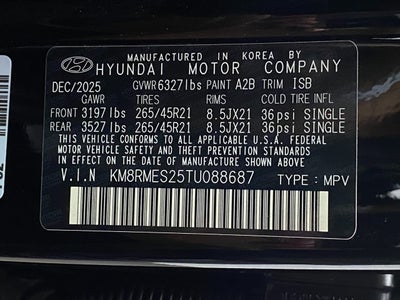 MANUFACTURED IN KOREA BY
HYUNDAI MOTOR COMPANY
DEC/2025 GVWR 6327lbs PAINT A2B TRIM ISB
GAWR TIRES RIMS COLD TIRE INFL
FRONT 3197lbs 265/45R21 8.5JX21 36psi SINGLE
REAR 3527lbs 265/45R21 8.5JX21 36psi SINGLE
THIS VEHICLE CONFORMS TO ALL APPLICABLE
U.S.A. FEDERAL MOTOR VEHICLE SAFETY
STANDARDS IN EFFECT ON THE DATE OF
MANUFACTURE SHOWN ABOVE.
V.I.N KM8RMES25TU088687 TYPE: MPV